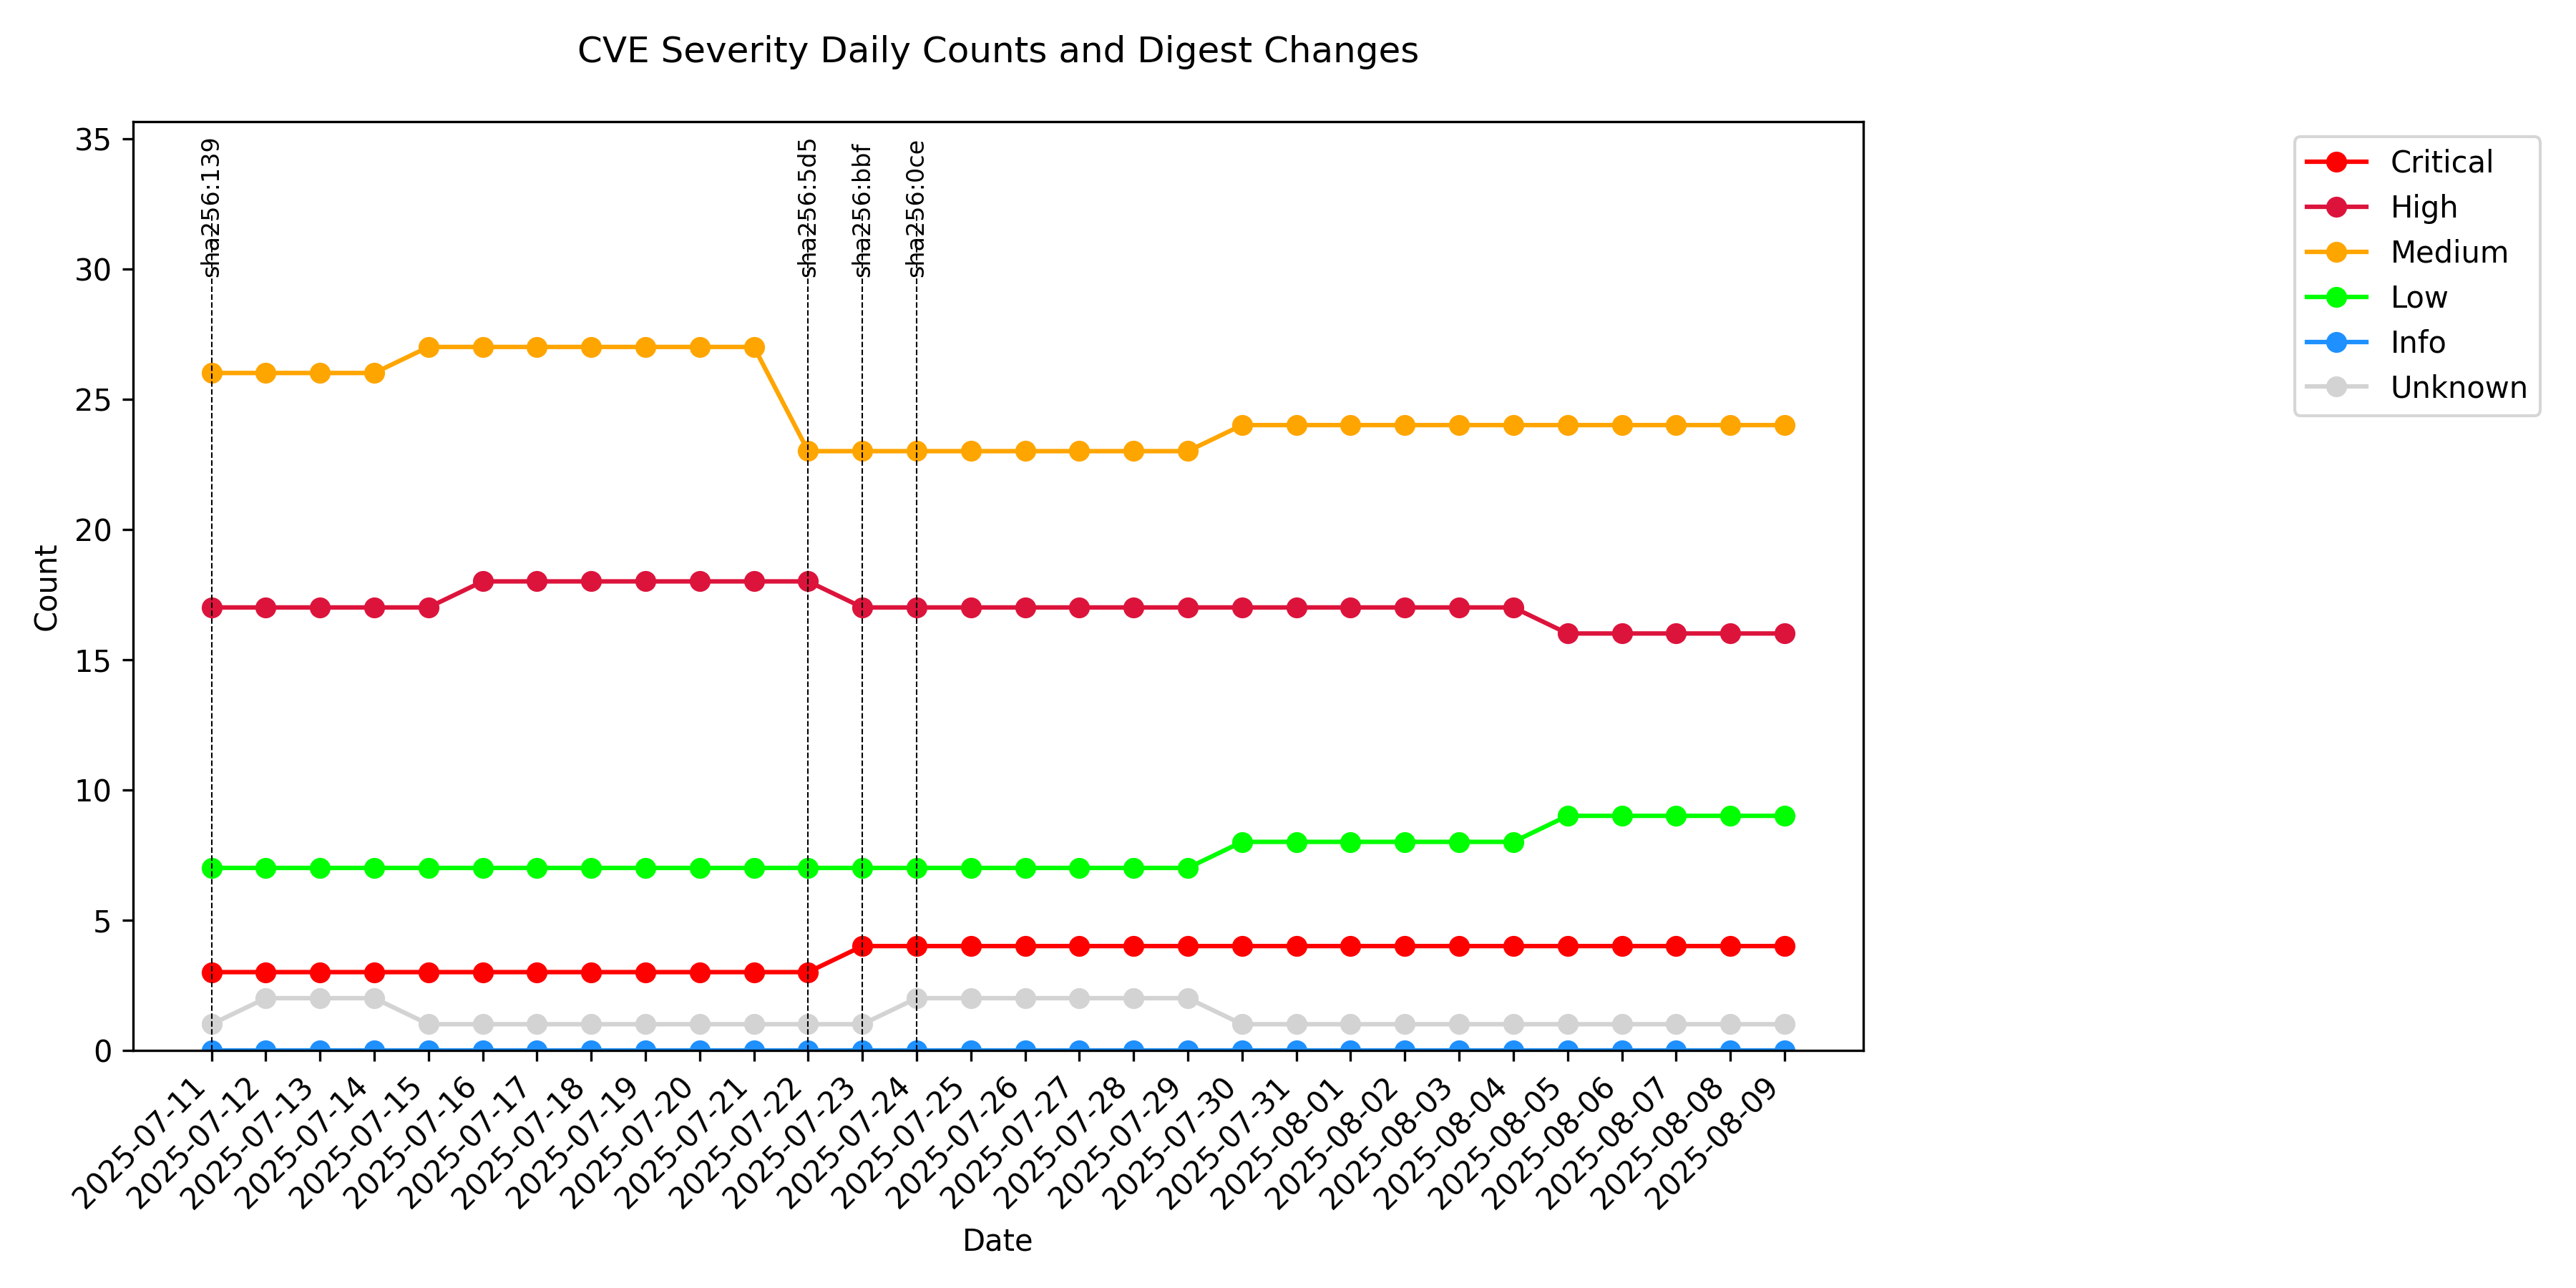 CVE Severity Daily Counts and Digest Changes
35
30
25
20
15
10
5
0
Count
sha256:139
sha256:5d5
sha256:bbf
sha256:0ce
Critical
High
Medium
Low
Info
Unknown
2025-07-11
2025-07-12
2025-07-13
2025-07-14
2025-07-15
2025-07-16
2025-07-17
2025-07-18
2025-07-19
2025-07-20
2025-07-21
2025-07-22
2025-07-23
2025-07-24
2025-07-25
2025-07-26
2025-07-27
2025-07-28
2025-07-29
2025-07-30
2025-07-31
2025-08-01
2025-08-02
2025-08-03
2025-08-04
2025-08-05
2025-08-06
2025-08-07
2025-08-08
2025-08-09
Date